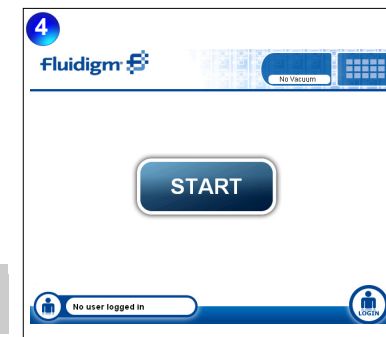 4
Fluidigm
No Vacuum
START
No user logged in
LOGIN